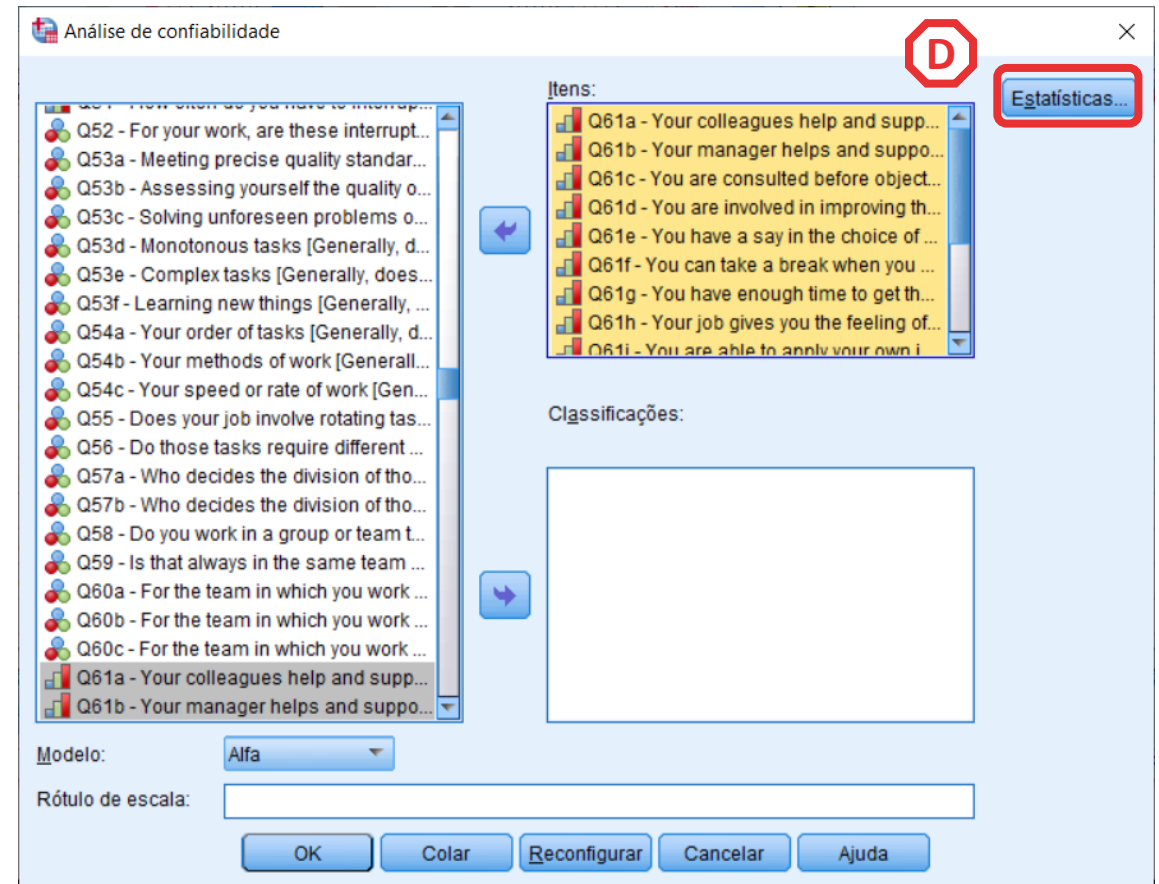 Análise de confiabilidade
D
Estatísticas...
Itens:
Q52 - For your work, are these interrupt...
Q53a - Meeting precise quality standar...
Q53b - Assessing yourself the quality o...
Q53c - Solving unforeseen problems o...
Q53d - Monotonous tasks [Generally, d...
Q53e - Complex tasks [Generally, does...
Q53f - Learning new things [Generally, ...
Q54a - Your order of tasks [Generally, d...
Q54b - Your methods of work [Generall...
Q54c - Your speed or rate of work [Gen...
Q55 - Does your job involve rotating tas...
Q56 - Do those tasks require different ...
Q57a - Who decides the division of tho...
Q57b - Who decides the division of tho...
Q58 - Do you work in a group or team t...
Q59 - Is that always in the same team ...
Q60a - For the team in which you work ...
Q60b - For the team in which you work ...
Q60c - For the team in which you work ...
Q61a - Your colleagues help and supp...
Q61b - Your manager helps and suppo...
Q61a - Your colleagues help and supp...
Q61b - Your manager helps and suppo...
Q61c - You are consulted before object...
Q61d - You are involved in improving th...
Q61e - You have a say in the choice of ...
Q61f - You can take a break when you ...
Q61g - You have enough time to get th...
Q61h - Your job gives you the feeling of...
Q61i - You are able to apply your own i
Classificações:
Modelo:
Alfa
Rótulo de escala:
OK
Colar
Reconfigurar
Cancelar
Ajuda